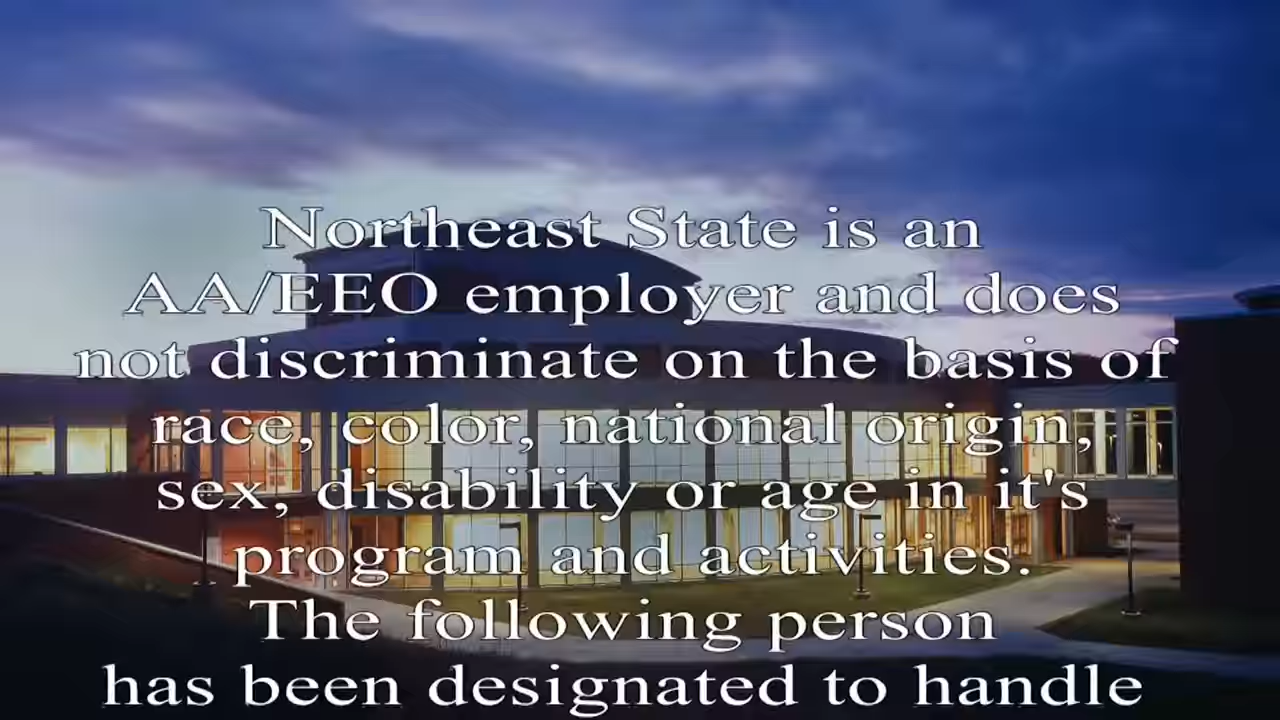 Northeast State is an
AA/EEO employer and does
not discriminate on the basis of
race, color, national origin,
sex, disability or age in it's
program and activities.
The following person
has been designated to handle